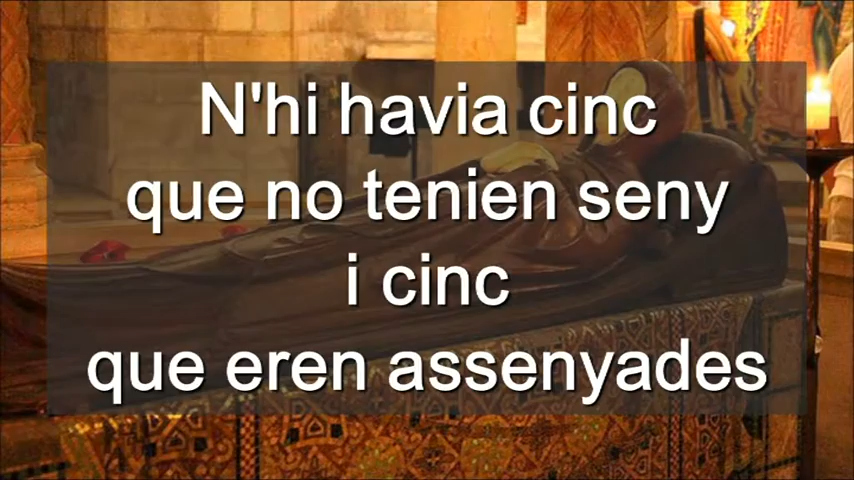 N'hi havia cinc
que no tenien seny
i cinc
que eren assenyades